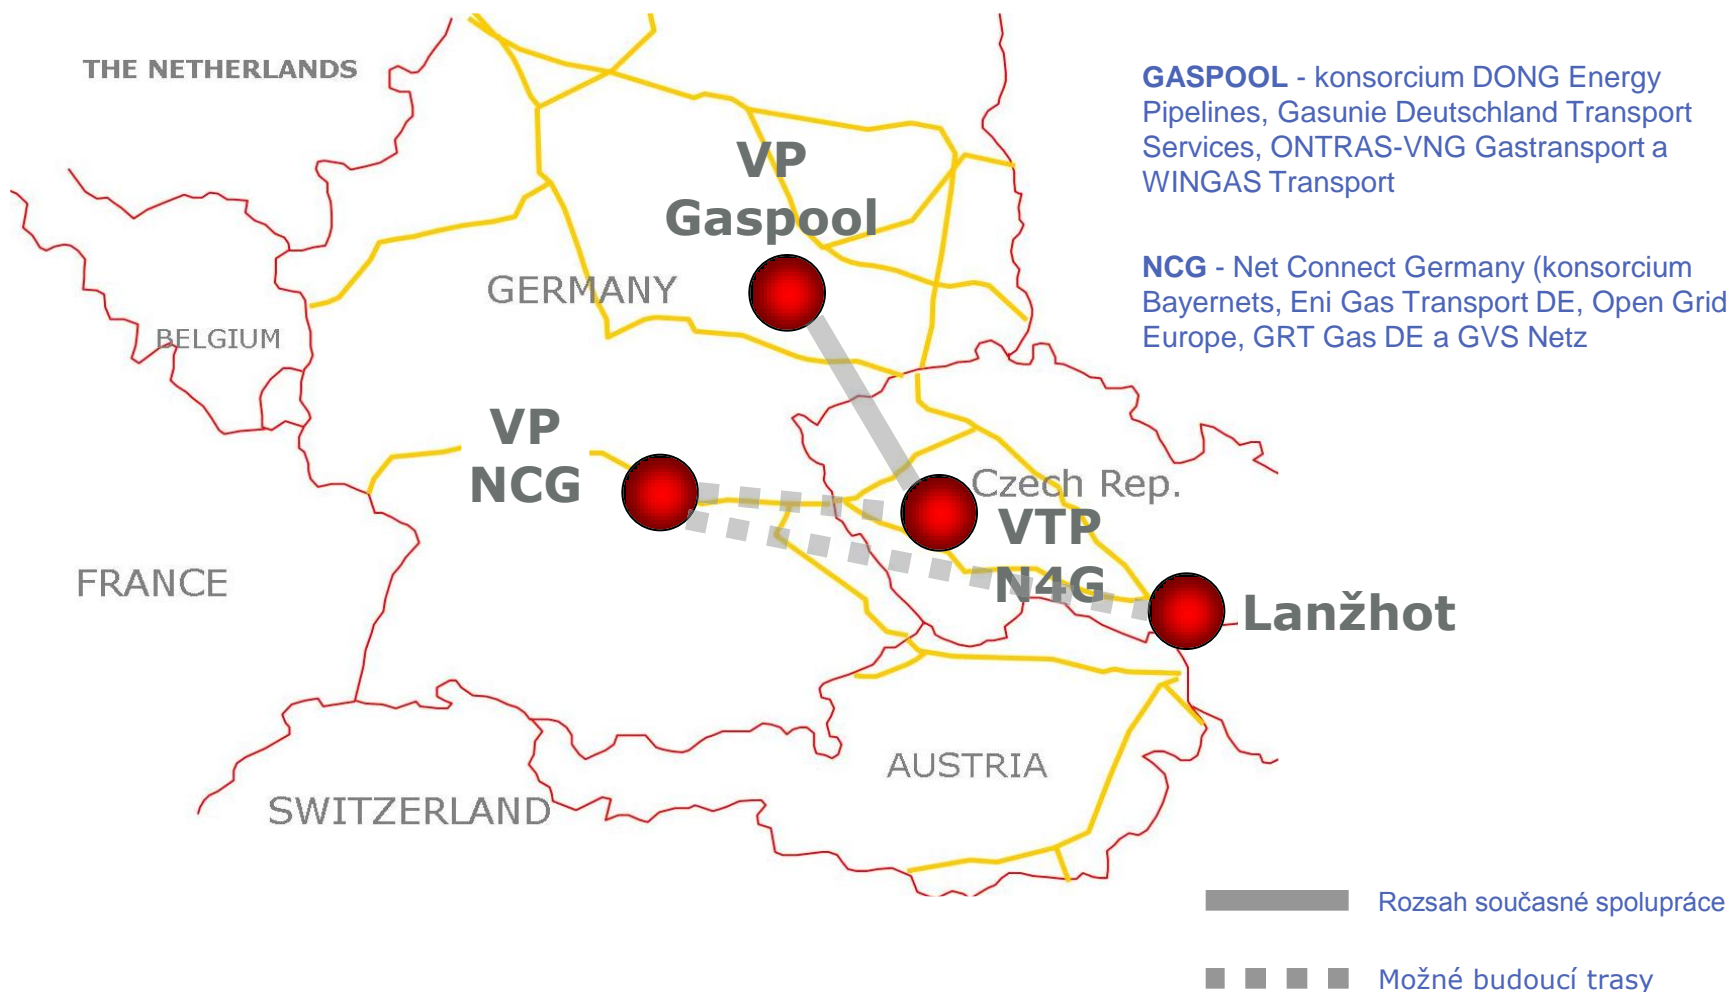 THE NETHERLANDS
GASPOOL - konsorcium DONG Energy
Pipelines, Gasunie Deutschland Transport
Services, ONTRAS-VNG Gastransport a
WINGAS Transport
VP
Gaspool
NCG - Net Connect Germany (konsorcium
Bayernets, Eni Gas Transport DE, Open Grid
Europe, GRT Gas DE a GVS Netz
GERMANY
BELGIUM
VP
NCG
Czech Rep.
VTP
N4G
FRANCE
Lanžhot
AUSTRIA
SWITZERLAND
Rozsah současné spolupráce
Možné budoucí trasy